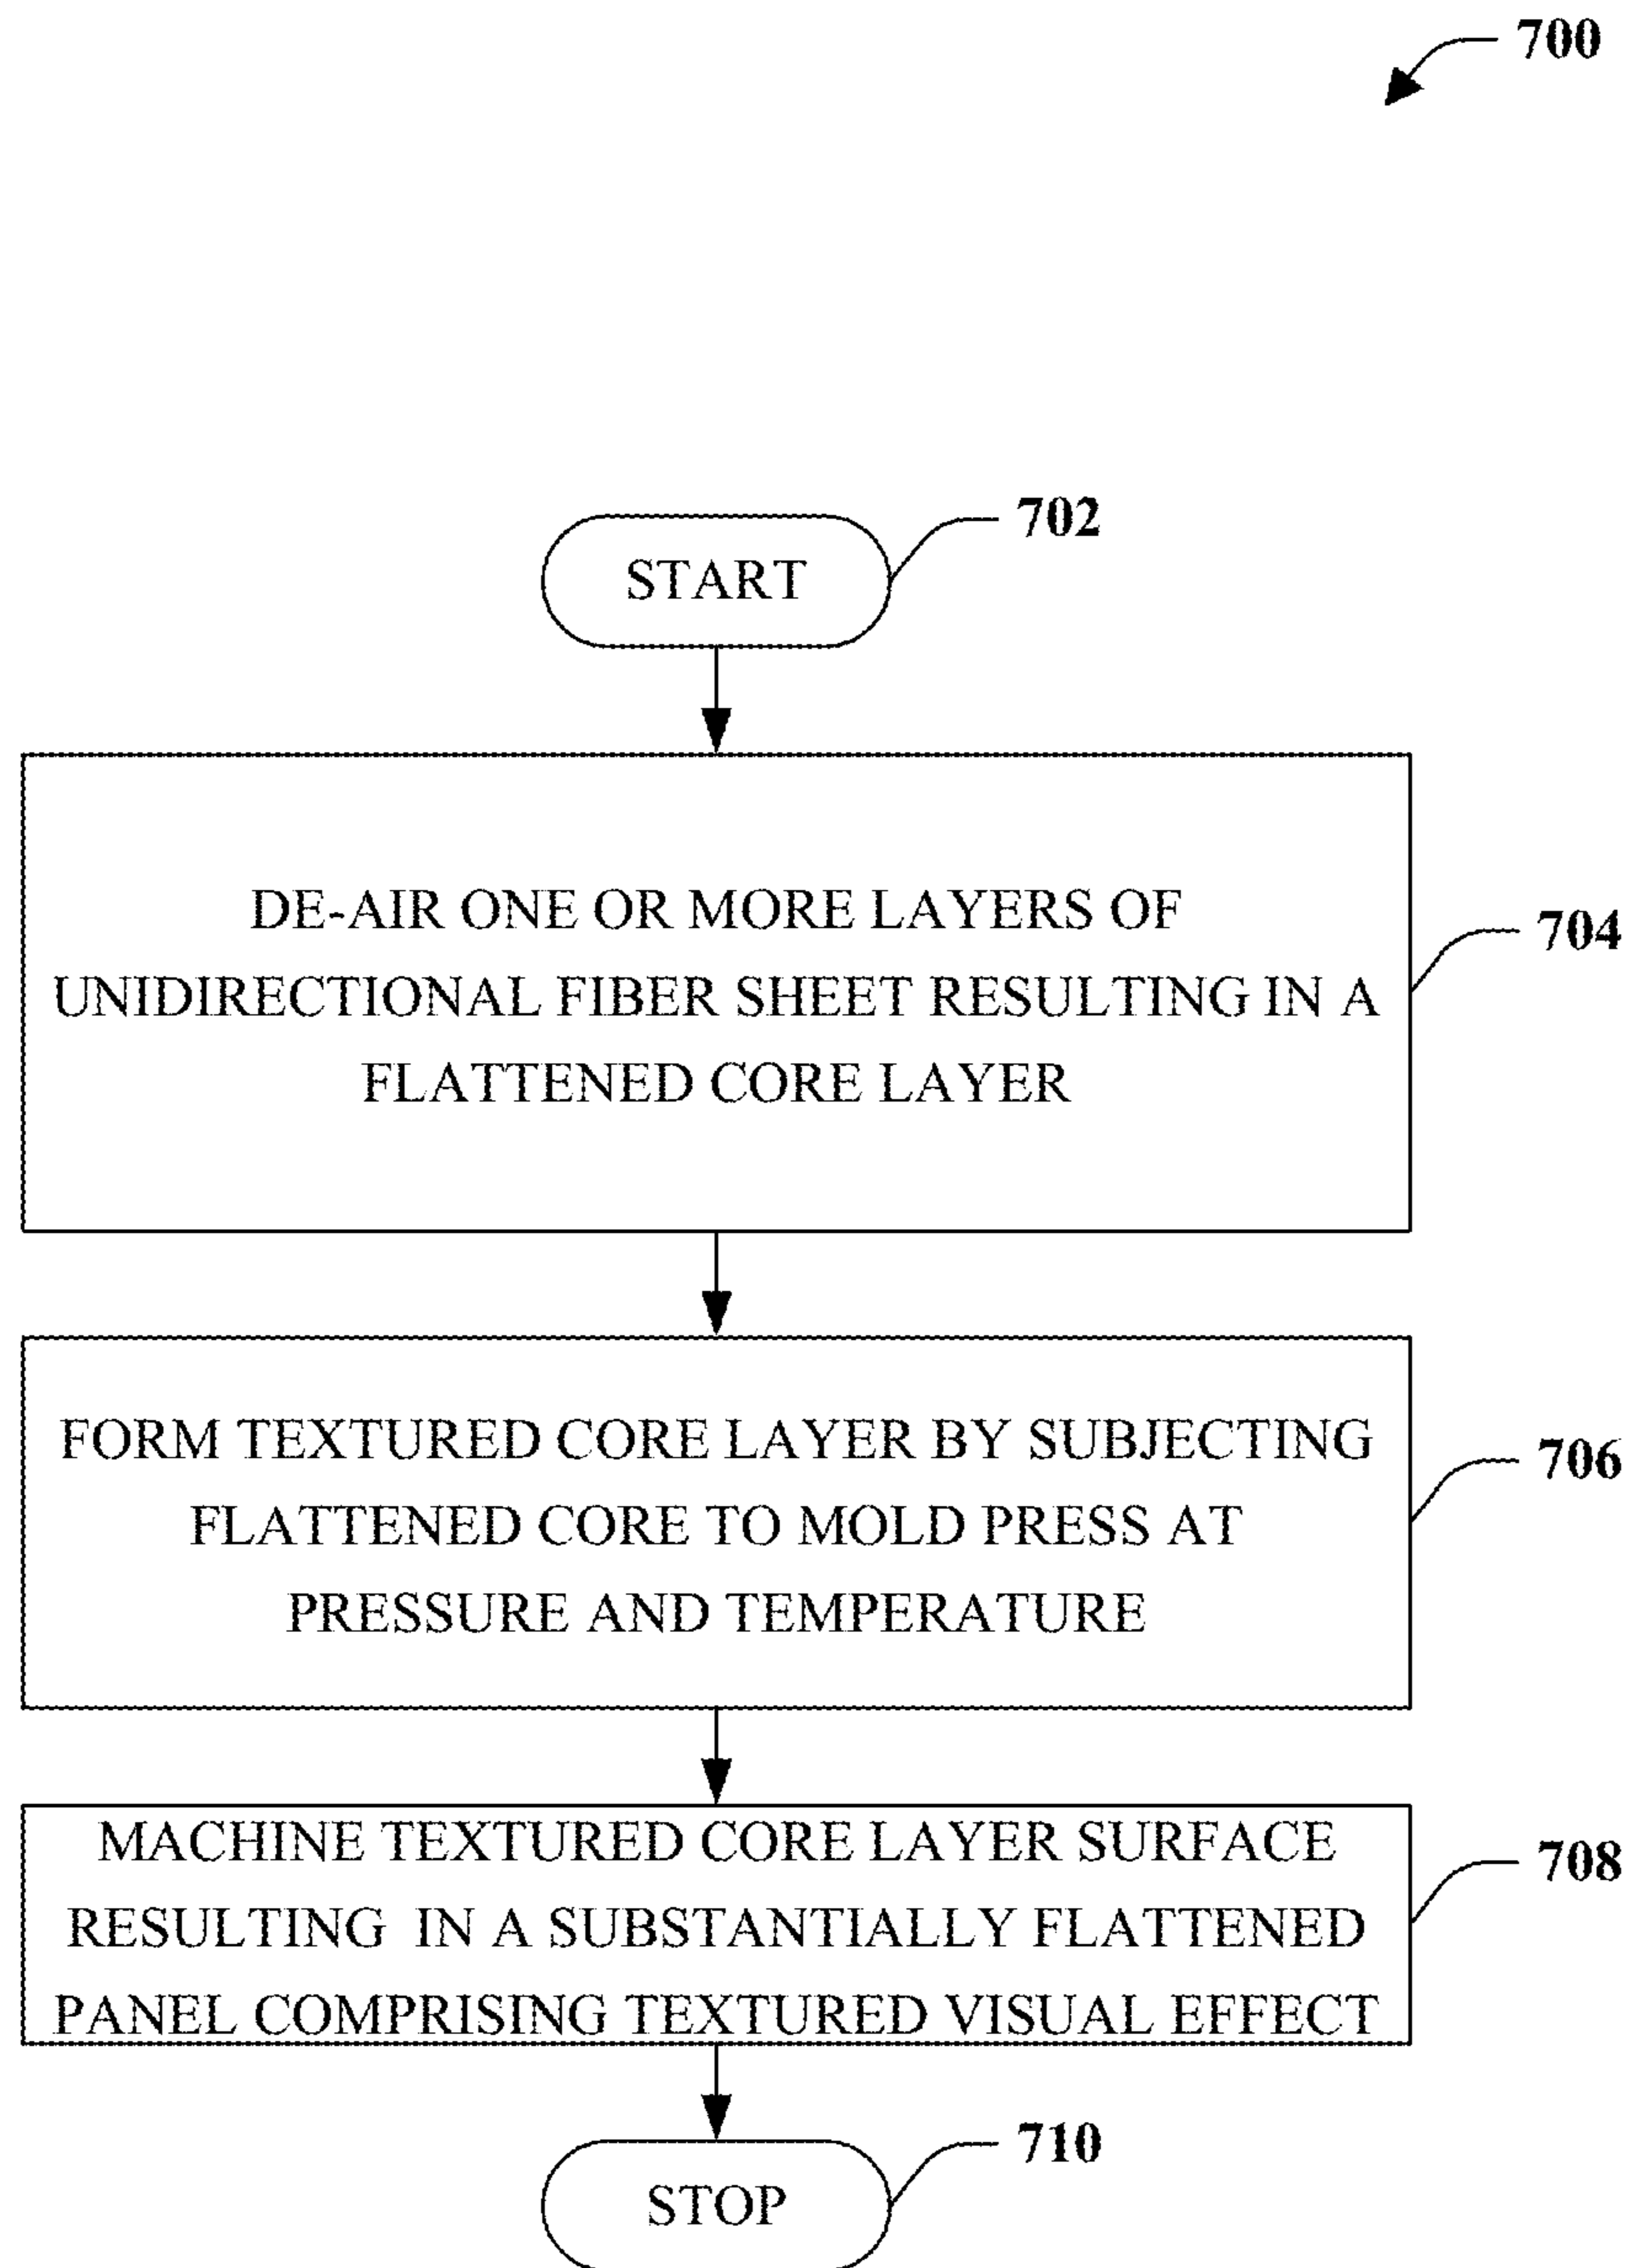 700
START
702
DE-AIR ONE OR MORE LAYERS OF
UNIDIRECTIONAL FIBER SHEET RESULTING IN A
FLATTENED CORE LAYER
704
FORM TEXTURED CORE LAYER BY SUBJECTING
FLATTENED CORE TO MOLD PRESS AT
PRESSURE AND TEMPERATURE
706
MACHINE TEXTURED CORE LAYER SURFACE
RESULTING IN A SUBSTANTIALLY FLATTENED
PANEL COMPRISING TEXTURED VISUAL EFFECT
708
STOP
710